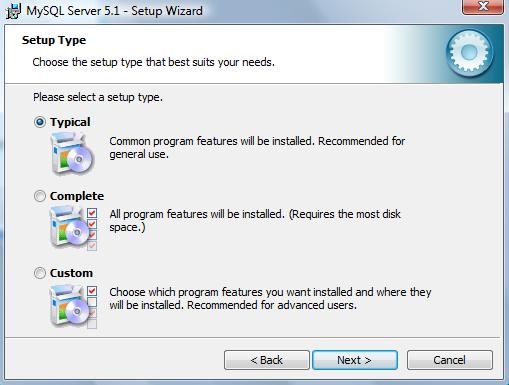 MySQL Server 5.1 - Setup Wizard
Setup Type
Choose the setup type that best suits your needs.
Please select a setup type.
Typical
Common program features will be installed. Recommended for
general use.
Complete
All program features will be installed. (Requires the most disk
space.)
Custom
Choose which program features you want installed and where they
will be installed. Recommended for advanced users.
< Back
Next >
Cancel